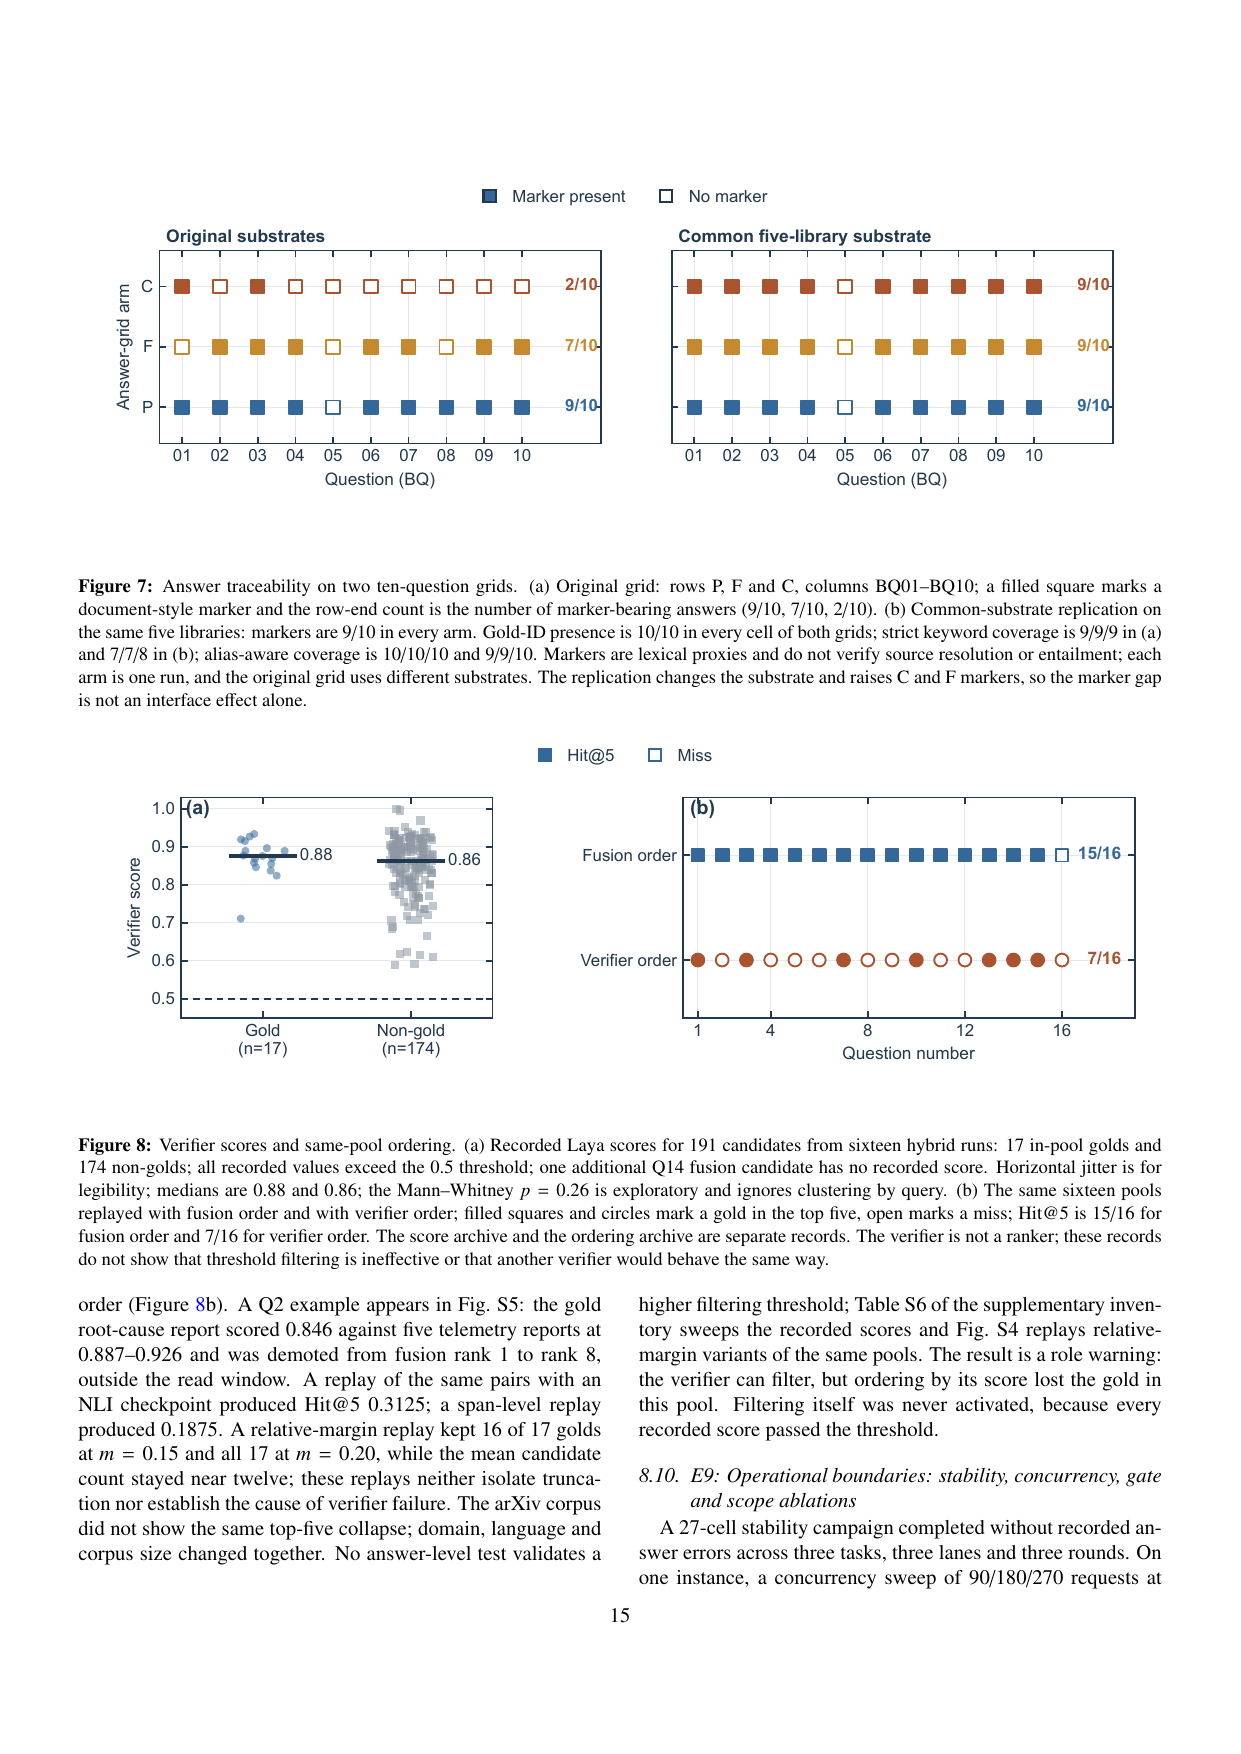 Marker present No marker
Original substrates
Answer-grid arm
C 2/10
F 7/10
P 9/10
01 02 03 04 05 06 07 08 09 10
Question (BQ)
Common five-library substrate
9/10
9/10
9/10
01 02 03 04 05 06 07 08 09 10
Question (BQ)
Figure 7: Answer traceability on two ten-question grids. (a) Original grid: rows P, F and C, columns BQ01–BQ10; a filled square marks a
document-style marker and the row-end count is the number of marker-bearing answers (9/10, 7/10, 2/10). (b) Common-substrate replication on
the same five libraries: markers are 9/10 in every arm. Gold-ID presence is 10/10 in every cell of both grids; strict keyword coverage is 9/9/9 in (a)
and 7/7/8 in (b); alias-aware coverage is 10/10/10 and 9/9/10. Markers are lexical proxies and do not verify source resolution or entailment; each
arm is one run, and the original grid uses different substrates. The replication changes the substrate and raises C and F markers, so the marker gap
is not an interface effect alone.
Hit@5 Miss
(a)
Verifier score
1.0
0.9
0.8
0.7
0.6
0.5
0.88
0.86
Gold Non-gold
(n=17) (n=174)
(b)
Fusion order 15/16
Verifier order 7/16
1 4 8 12 16
Question number
Figure 8: Verifier scores and same-pool ordering. (a) Recorded Laya scores for 191 candidates from sixteen hybrid runs: 17 in-pool golds and
174 non-golds; all recorded values exceed the 0.5 threshold; one additional Q14 fusion candidate has no recorded score. Horizontal jitter is for
legibility; medians are 0.88 and 0.86; the Mann–Whitney p = 0.26 is exploratory and ignores clustering by query. (b) The same sixteen pools
replayed with fusion order and with verifier order; filled squares and circles mark a gold in the top five, open marks a miss; Hit@5 is 15/16 for
fusion order and 7/16 for verifier order. The score archive and the ordering archive are separate records. The verifier is not a ranker; these records
do not show that threshold filtering is ineffective or that another verifier would behave the same way.
order (Figure 8b). A Q2 example appears in Fig. S5: the gold
root-cause report scored 0.846 against five telemetry reports at
0.887–0.926 and was demoted from fusion rank 1 to rank 8,
outside the read window. A replay of the same pairs with an
NLI checkpoint produced Hit@5 0.3125; a span-level replay
produced 0.1875. A relative-margin replay kept 16 of 17 golds
at m = 0.15 and all 17 at m = 0.20, while the mean candidate
count stayed near twelve; these replays neither isolate trunca-
tion nor establish the cause of verifier failure. The arXiv corpus
did not show the same top-five collapse; domain, language and
corpus size changed together. No answer-level test validates a
higher filtering threshold; Table S6 of the supplementary inven-
tory sweeps the recorded scores and Fig. S4 replays relative-
margin variants of the same pools. The result is a role warning:
the verifier can filter, but ordering by its score lost the gold in
this pool. Filtering itself was never activated, because every
recorded score passed the threshold.
8.10. E9: Operational boundaries: stability, concurrency, gate
and scope ablations
A 27-cell stability campaign completed without recorded an-
swer errors across three tasks, three lanes and three rounds. On
one instance, a concurrency sweep of 90/180/270 requests at
15